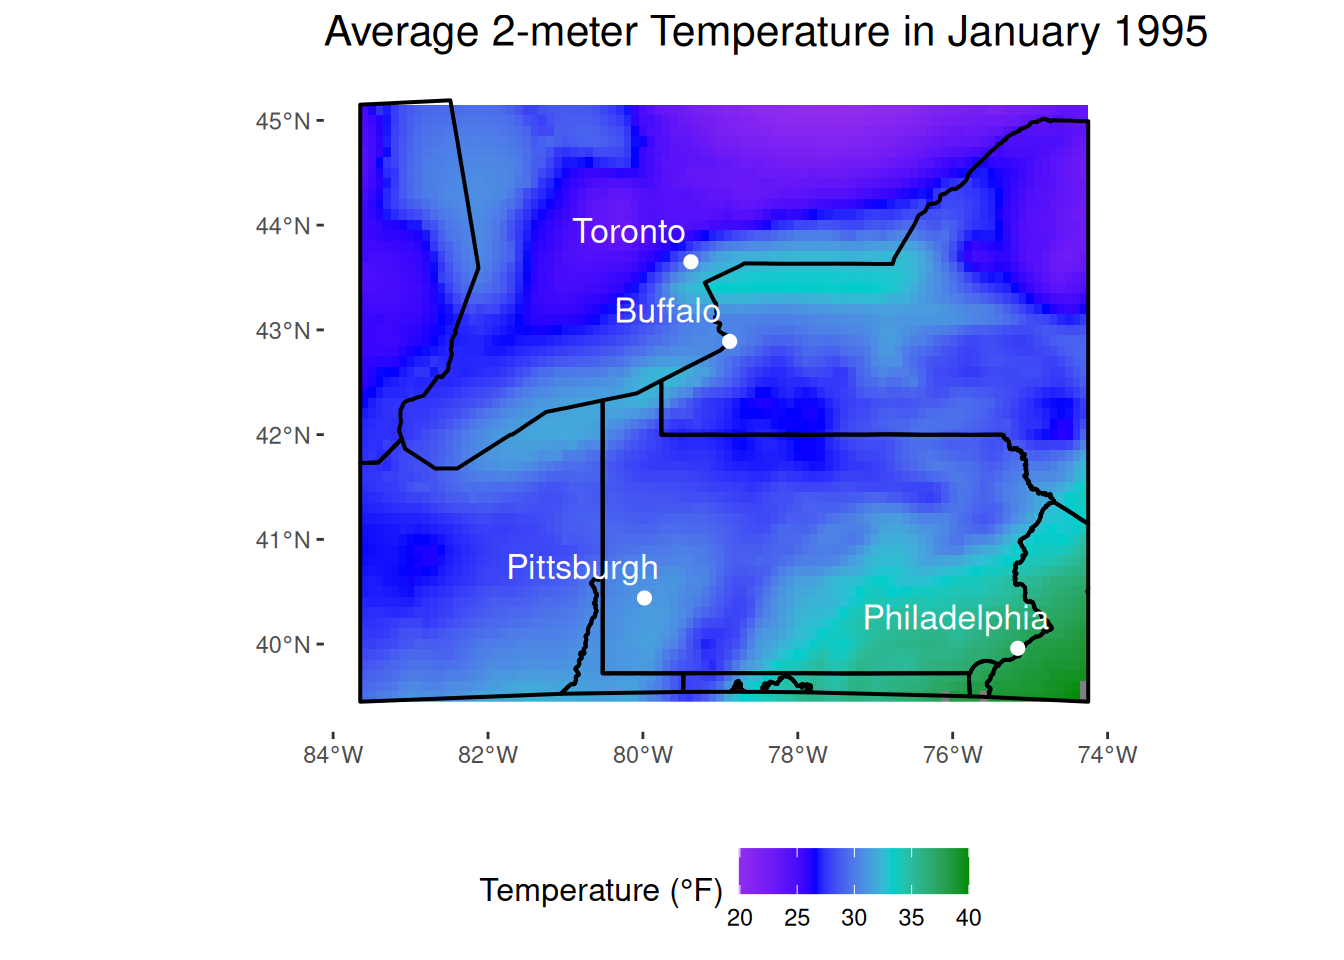 Average 2-meter Temperature in January 1995
45°N
44°N
43°N
42°N
41°N
40°N
Toronto
Buffalo
Pittsburgh
Philadelphia
84°W 82°W 80°W 78°W 76°W 74°W
Temperature (°F)
20 25 30 35 40